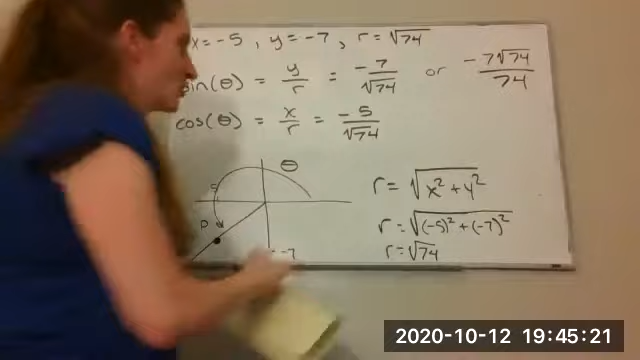 x=-5 , y=-7 , r=√74
sin(θ) = y/r = -7/√74 or -7√74/74
cos(θ) = x/r = -5/√74
θ
r = √(x²+y²)
P
r = √((-5)²+(-7)²)
-7
r = √74
2020-10-12 19:45:21